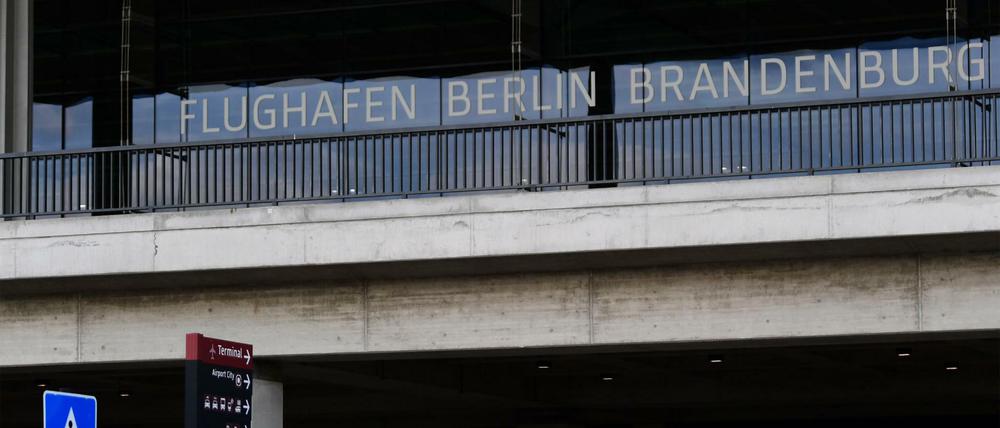 FLUGHAFEN BERLIN BRANDENBURG
Terminal
Airport City